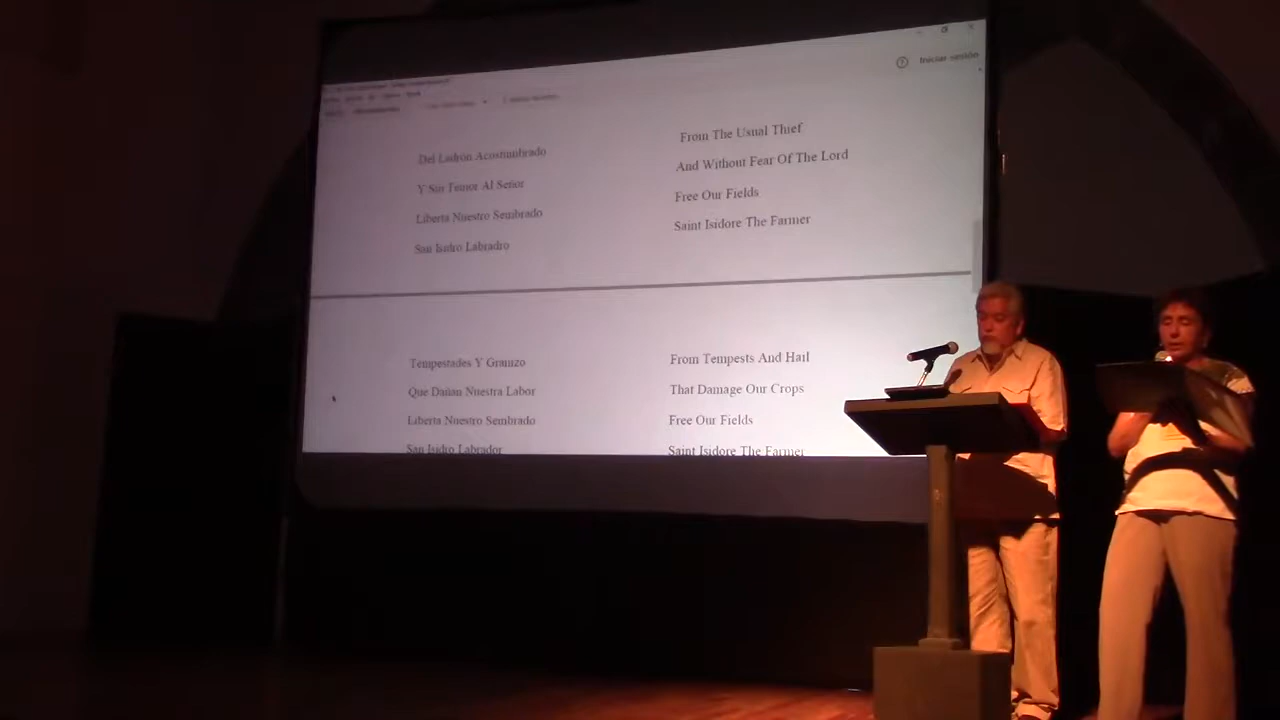 Iniciar sesión
Del Ladrón Acostumbrado
Y Sin Temor Al Señor
Liberta Nuestro Sembrado
San Isidro Labradro
From The Usual Thief
And Without Fear Of The Lord
Free Our Fields
Saint Isidore The Farmer
Tempestades Y Granizo
Que Dañan Nuestra Labor
Liberta Nuestro Sembrado
San Isidro Labrador
From Tempests And Hail
That Damage Our Crops
Free Our Fields
Saint Isidore The Farmer